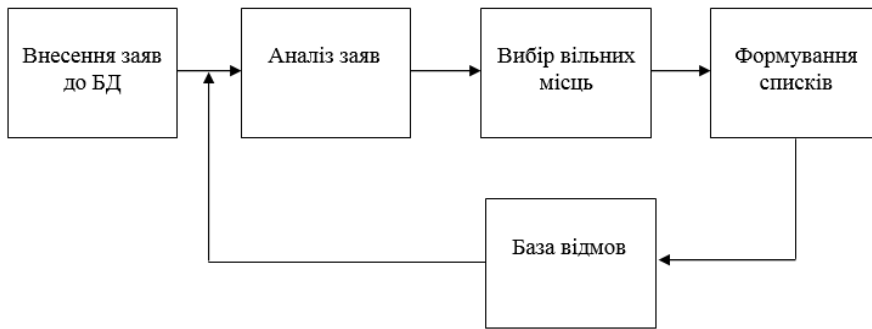 Внесення заяв
до БД
Аналіз заяв
Вибір вільних
місць
Формування
списків
База відмов